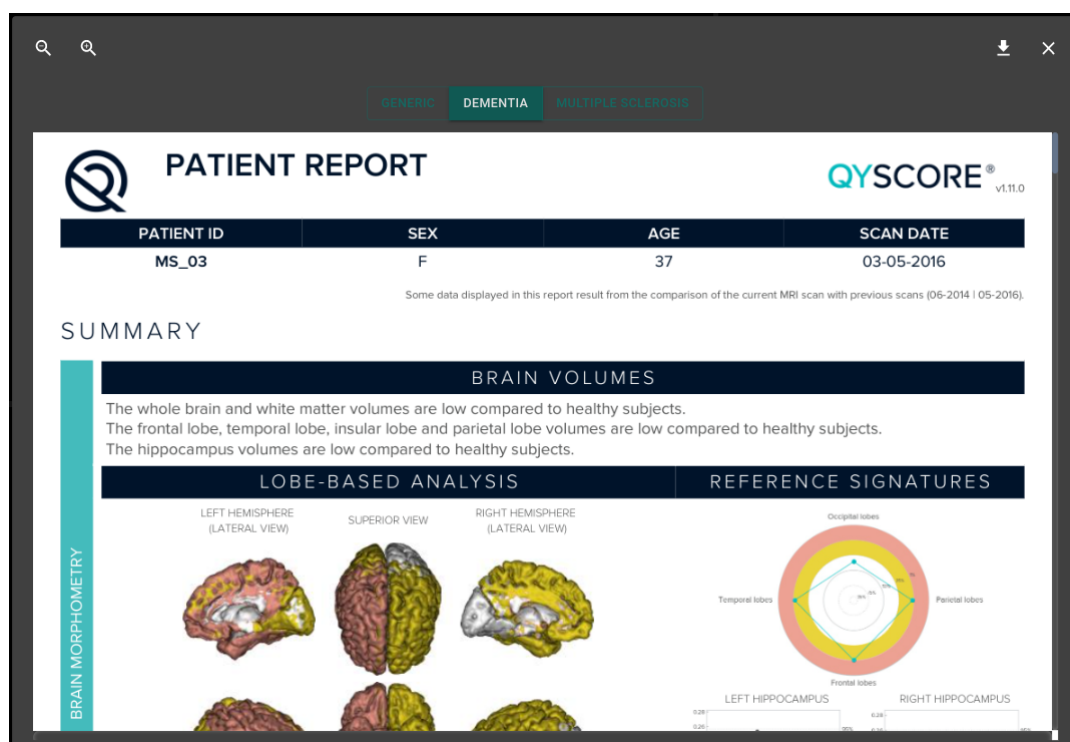 GENERIC DEMENTIA MULTIPLE SCLEROSIS
PATIENT REPORT
QYSCORE® v1.11.0
PATIENT ID SEX AGE SCAN DATE
MS_03 F 37 03-05-2016
Some data displayed in this report result from the comparison of the current MRI scan with previous scans (06-2014 | 05-2016).
SUMMARY
BRAIN MORPHOMETRY
BRAIN VOLUMES
The whole brain and white matter volumes are low compared to healthy subjects.
The frontal lobe, temporal lobe, insular lobe and parietal lobe volumes are low compared to healthy subjects.
The hippocampus volumes are low compared to healthy subjects.
LOBE-BASED ANALYSIS REFERENCE SIGNATURES
LEFT HEMISPHERE
(LATERAL VIEW)
SUPERIOR VIEW
RIGHT HEMISPHERE
(LATERAL VIEW)
Occipital lobes
Temporal lobes
Parietal lobes
Frontal lobes
LEFT HIPPOCAMPUS RIGHT HIPPOCAMPUS
0.28 0.28
0.26